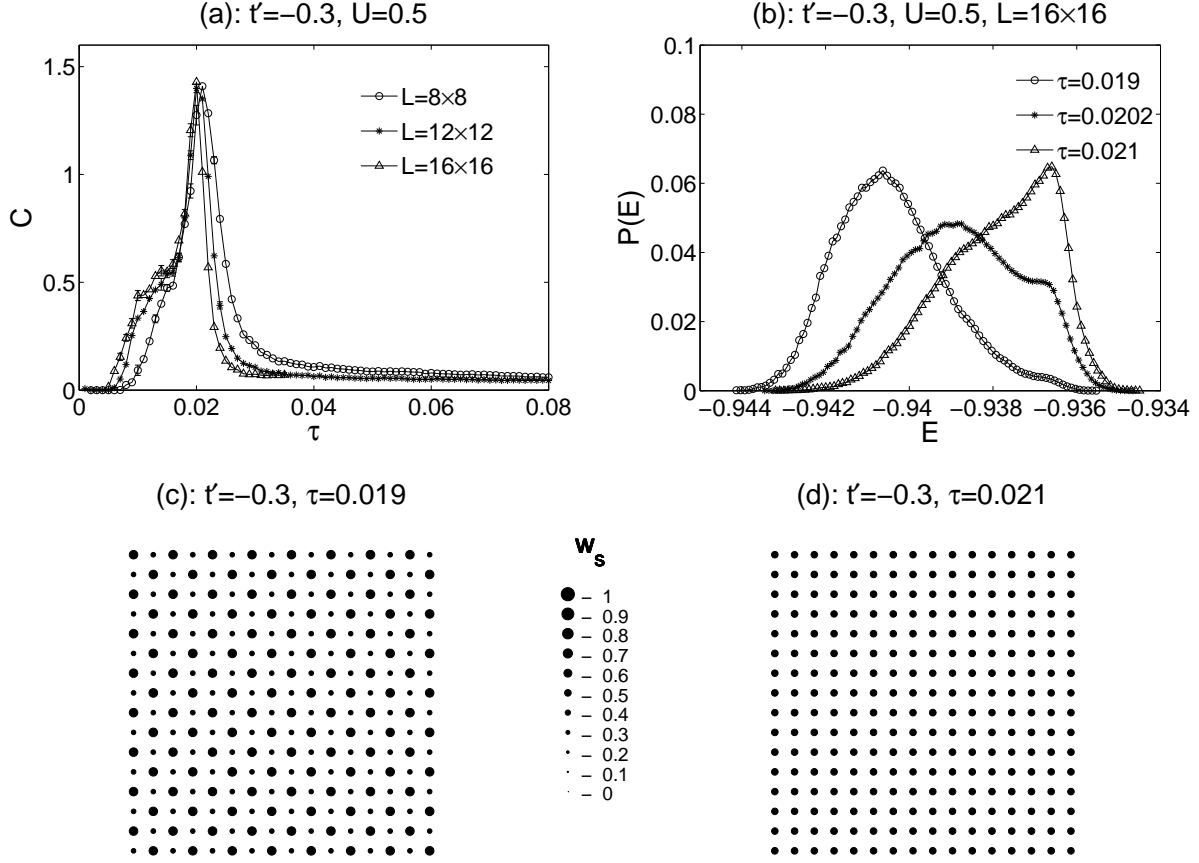 (a): t′=−0.3, U=0.5
C
1.5
1
0.5
0
0 0.02 0.04 0.06 0.08
τ
L=8×8
L=12×12
L=16×16
(b): t′=−0.3, U=0.5, L=16×16
P(E)
0.1
0.08
0.06
0.04
0.02
0
−0.944 −0.942 −0.94 −0.938 −0.936 −0.934
E
τ=0.019
τ=0.0202
τ=0.021
(c): t′=−0.3, τ=0.019
w_s
− 1
− 0.9
− 0.8
− 0.7
− 0.6
− 0.5
− 0.4
− 0.3
− 0.2
− 0.1
− 0
(d): t′=−0.3, τ=0.021